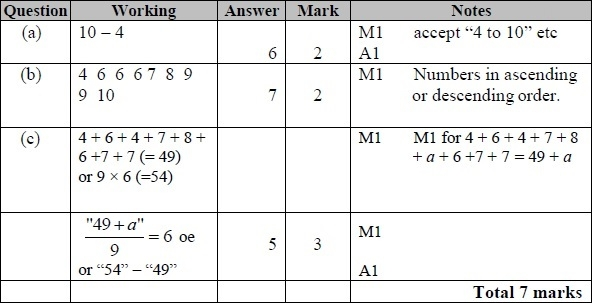 Question Working Answer Mark Notes
(a) 10 – 4 M1 accept “4 to 10” etc
6 2 A1
(b) 4 6 6 6 7 8 9 M1 Numbers in ascending
9 10 7 2 or descending order.
(c) 4 + 6 + 4 + 7 + 8 + M1 M1 for 4 + 6 + 4 + 7 + 8
6 +7 + 7 (= 49) + a + 6 +7 + 7 = 49 + a
or 9 × 6 (=54)
"49 + a"
/ 9 = 6 oe M1
5 3
or “54” – “49” A1
Total 7 marks